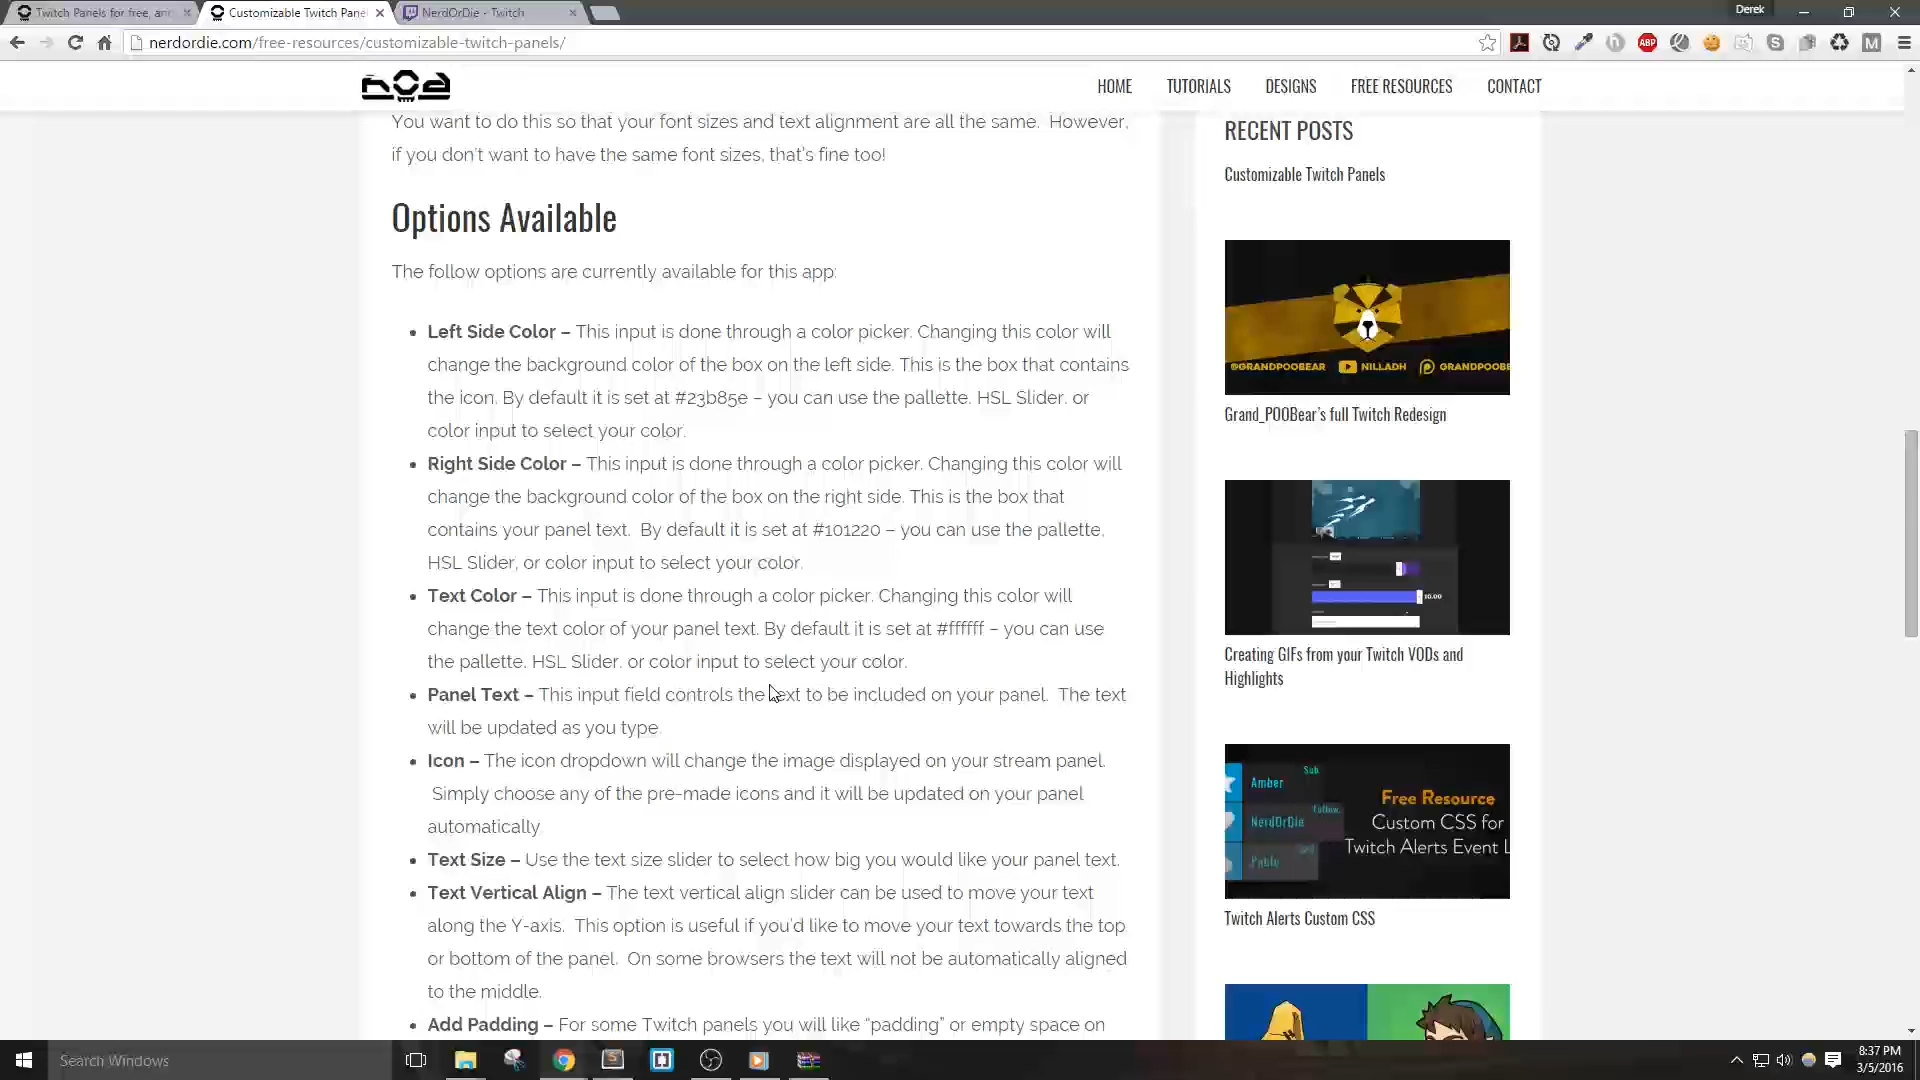 Twitch Panels for free, an
Customizable Twitch Pane
NerdOrDie - Twitch
Derek
nerdordie.com/free-resources/customizable-twitch-panels/
ABP
M
nOd
HOME
TUTORIALS
DESIGNS
FREE RESOURCES
CONTACT
You want to do this so that your font sizes and text alignment are all the same.  However,
if you don't want to have the same font sizes, that's fine too!
Options Available
The follow options are currently available for this app:
Left Side Color – This input is done through a color picker. Changing this color will
change the background color of the box on the left side. This is the box that contains
the icon. By default it is set at #23b85e – you can use the pallette, HSL Slider, or
color input to select your color.
Right Side Color – This input is done through a color picker. Changing this color will
change the background color of the box on the right side. This is the box that
contains your panel text.  By default it is set at #101220 – you can use the pallette,
HSL Slider, or color input to select your color.
Text Color – This input is done through a color picker. Changing this color will
change the text color of your panel text. By default it is set at #ffffff – you can use
the pallette, HSL Slider, or color input to select your color.
Panel Text – This input field controls the text to be included on your panel.  The text
will be updated as you type.
Icon – The icon dropdown will change the image displayed on your stream panel.
Simply choose any of the pre-made icons and it will be updated on your panel
automatically
Text Size – Use the text size slider to select how big you would like your panel text.
Text Vertical Align – The text vertical align slider can be used to move your text
along the Y-axis.  This option is useful if you'd like to move your text towards the top
or bottom of the panel.  On some browsers the text will not be automatically aligned
to the middle.
Add Padding – For some Twitch panels you will like “padding” or empty space on
RECENT POSTS
Customizable Twitch Panels
@GRANDPOOBEAR
NILLADH
GRANDPOOBE
Grand_POOBear's full Twitch Redesign
10.00
Creating GIFs from your Twitch VODs and
Highlights
Amber
Sub
NerdOrDie
Follow
Pablo
Free Resource
Custom CSS for
Twitch Alerts Event L
Twitch Alerts Custom CSS
Search Windows
8:37 PM
3/5/2016